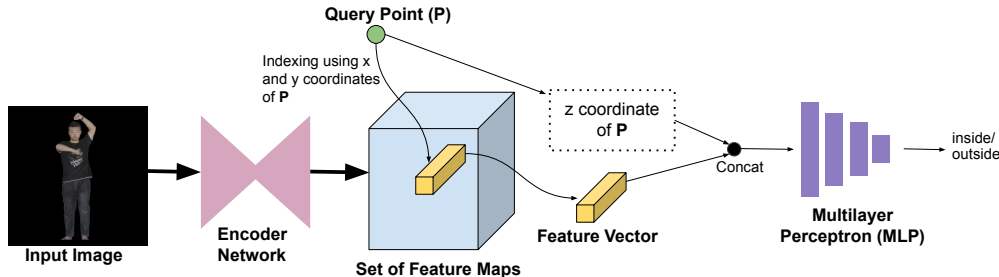 Query Point (P)
Indexing using x
and y coordinates
of P
z coordinate
of P
inside/
outside
Concat
Input Image
Encoder
Network
Set of Feature Maps
Feature Vector
Multilayer
Perceptron (MLP)